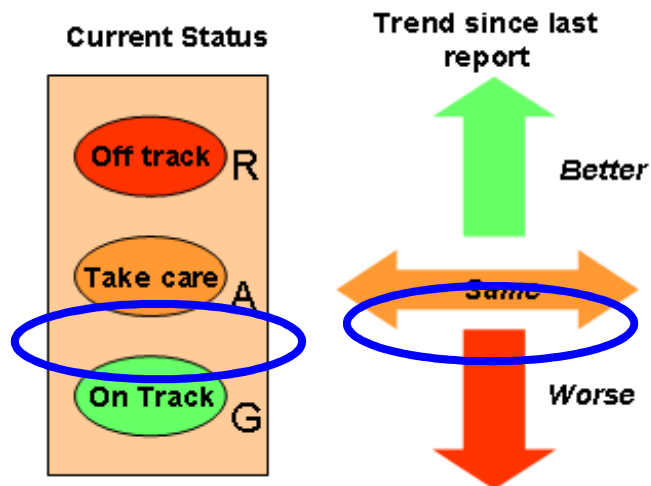 Current Status
Trend since last
report
Off track
R
Better
Take care
A
Same
On Track
G
Worse